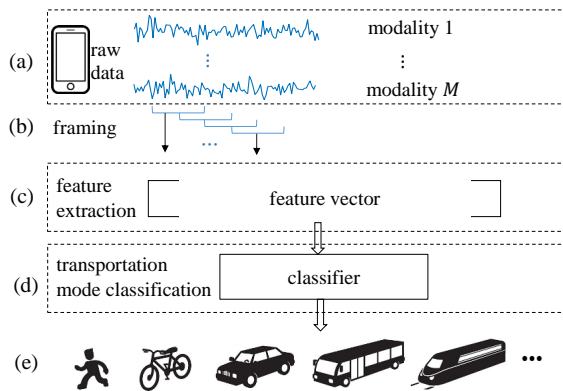 modality 1
(a) raw
data
⋮ ⋮
modality M
(b) framing
...
(c) feature
extraction
feature vector
(d) transportation
mode classification
classifier
(e) ...